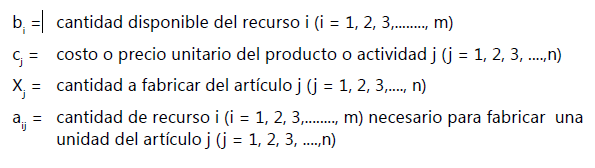 bi = cantidad disponible del recurso i (i = 1, 2, 3,........, m)
cj = costo o precio unitario del producto o actividad j (j = 1, 2, 3, ....,n)
Xj = cantidad a fabricar del artículo j (j = 1, 2, 3,...., n)
aij = cantidad de recurso i (i = 1, 2, 3,........, m) necesario para fabricar una
unidad del artículo j (j = 1, 2, 3, ....,n)